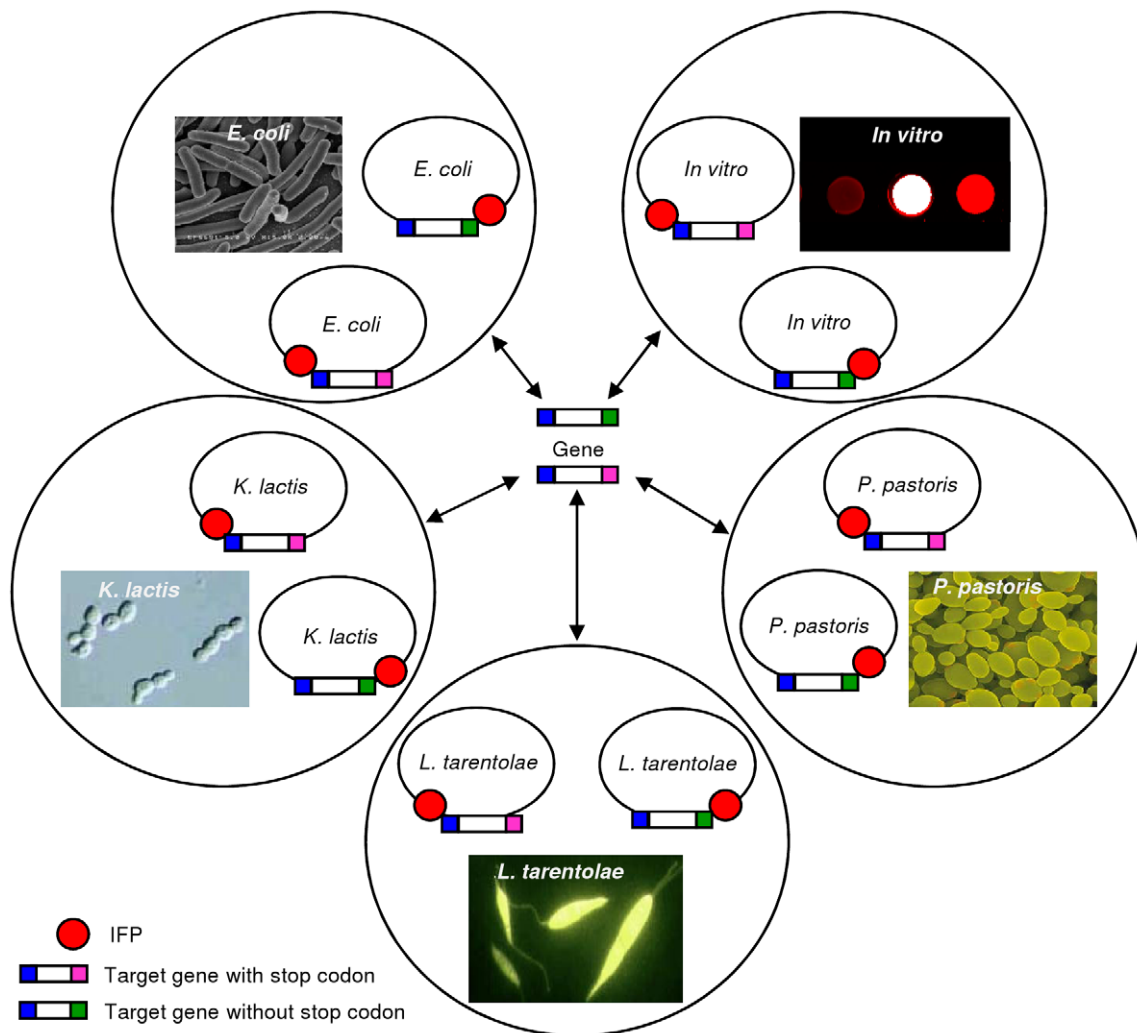 E. coli
E. coli
E. coli
In vitro
In vitro
In vitro
Gene
K. lactis
K. lactis
K. lactis
P. pastoris
P. pastoris
P. pastoris
L. tarentolae
L. tarentolae
L. tarentolae
IFP
Target gene with stop codon
Target gene without stop codon